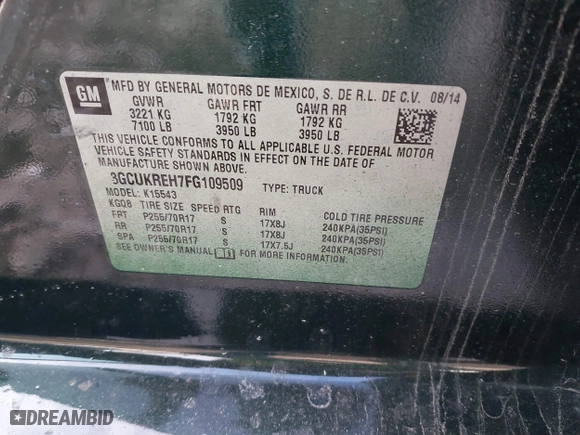 GM
MFD BY GENERAL MOTORS DE MEXICO, S. DE R.L. DE C.V. 08/14
GVWR GAWR FRT GAWR RR
3221 KG 1792 KG 1792 KG
7100 LB 3950 LB 3950 LB
THIS VEHICLE CONFORMS TO ALL APPLICABLE U.S. FEDERAL MOTOR
VEHICLE SAFETY STANDARDS IN EFFECT ON THE DATE OF
MANUFACTURE SHOWN ABOVE.
3GCUKREH7FG109509 TYPE: TRUCK
MODEL: K15543
KG08 TIRE SIZE SPEED RTG RIM COLD TIRE PRESSURE
FRT P255/70R17 S 17X8J 240KPA(35PSI)
RR P255/70R17 S 17X8J 240KPA(35PSI)
SPA P255/70R17 S 17X7.5J 240KPA(35PSI)
SEE OWNER'S MANUAL FOR MORE INFORMATION.
DREAMBID